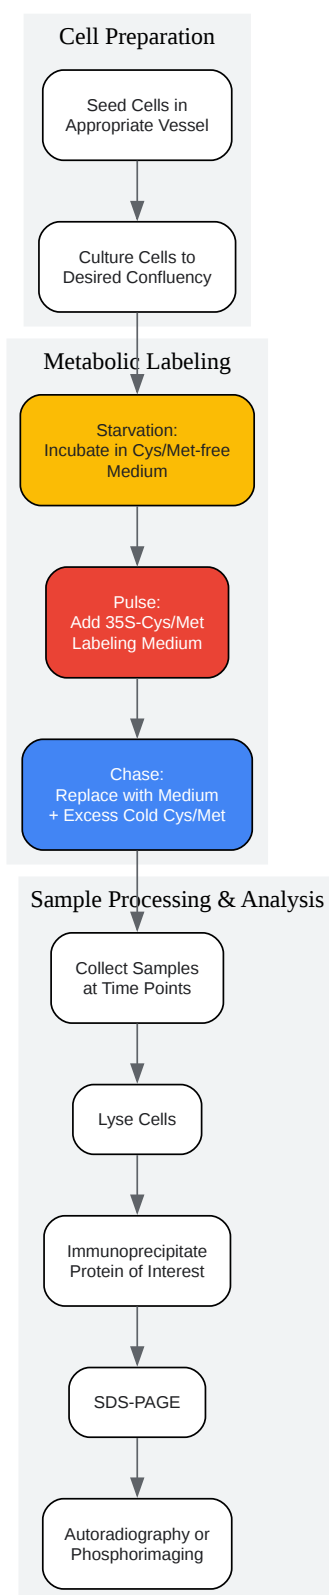 Cell Preparation
Seed Cells in
Appropriate Vessel
Culture Cells to
Desired Confluency
Metabolic Labeling
Starvation:
Incubate in Cys/Met-free
Medium
Pulse:
Add 35S-Cys/Met
Labeling Medium
Chase:
Replace with Medium
+ Excess Cold Cys/Met
Sample Processing & Analysis
Collect Samples
at Time Points
Lyse Cells
Immunoprecipitate
Protein of Interest
SDS-PAGE
Autoradiography or
Phosphorimaging